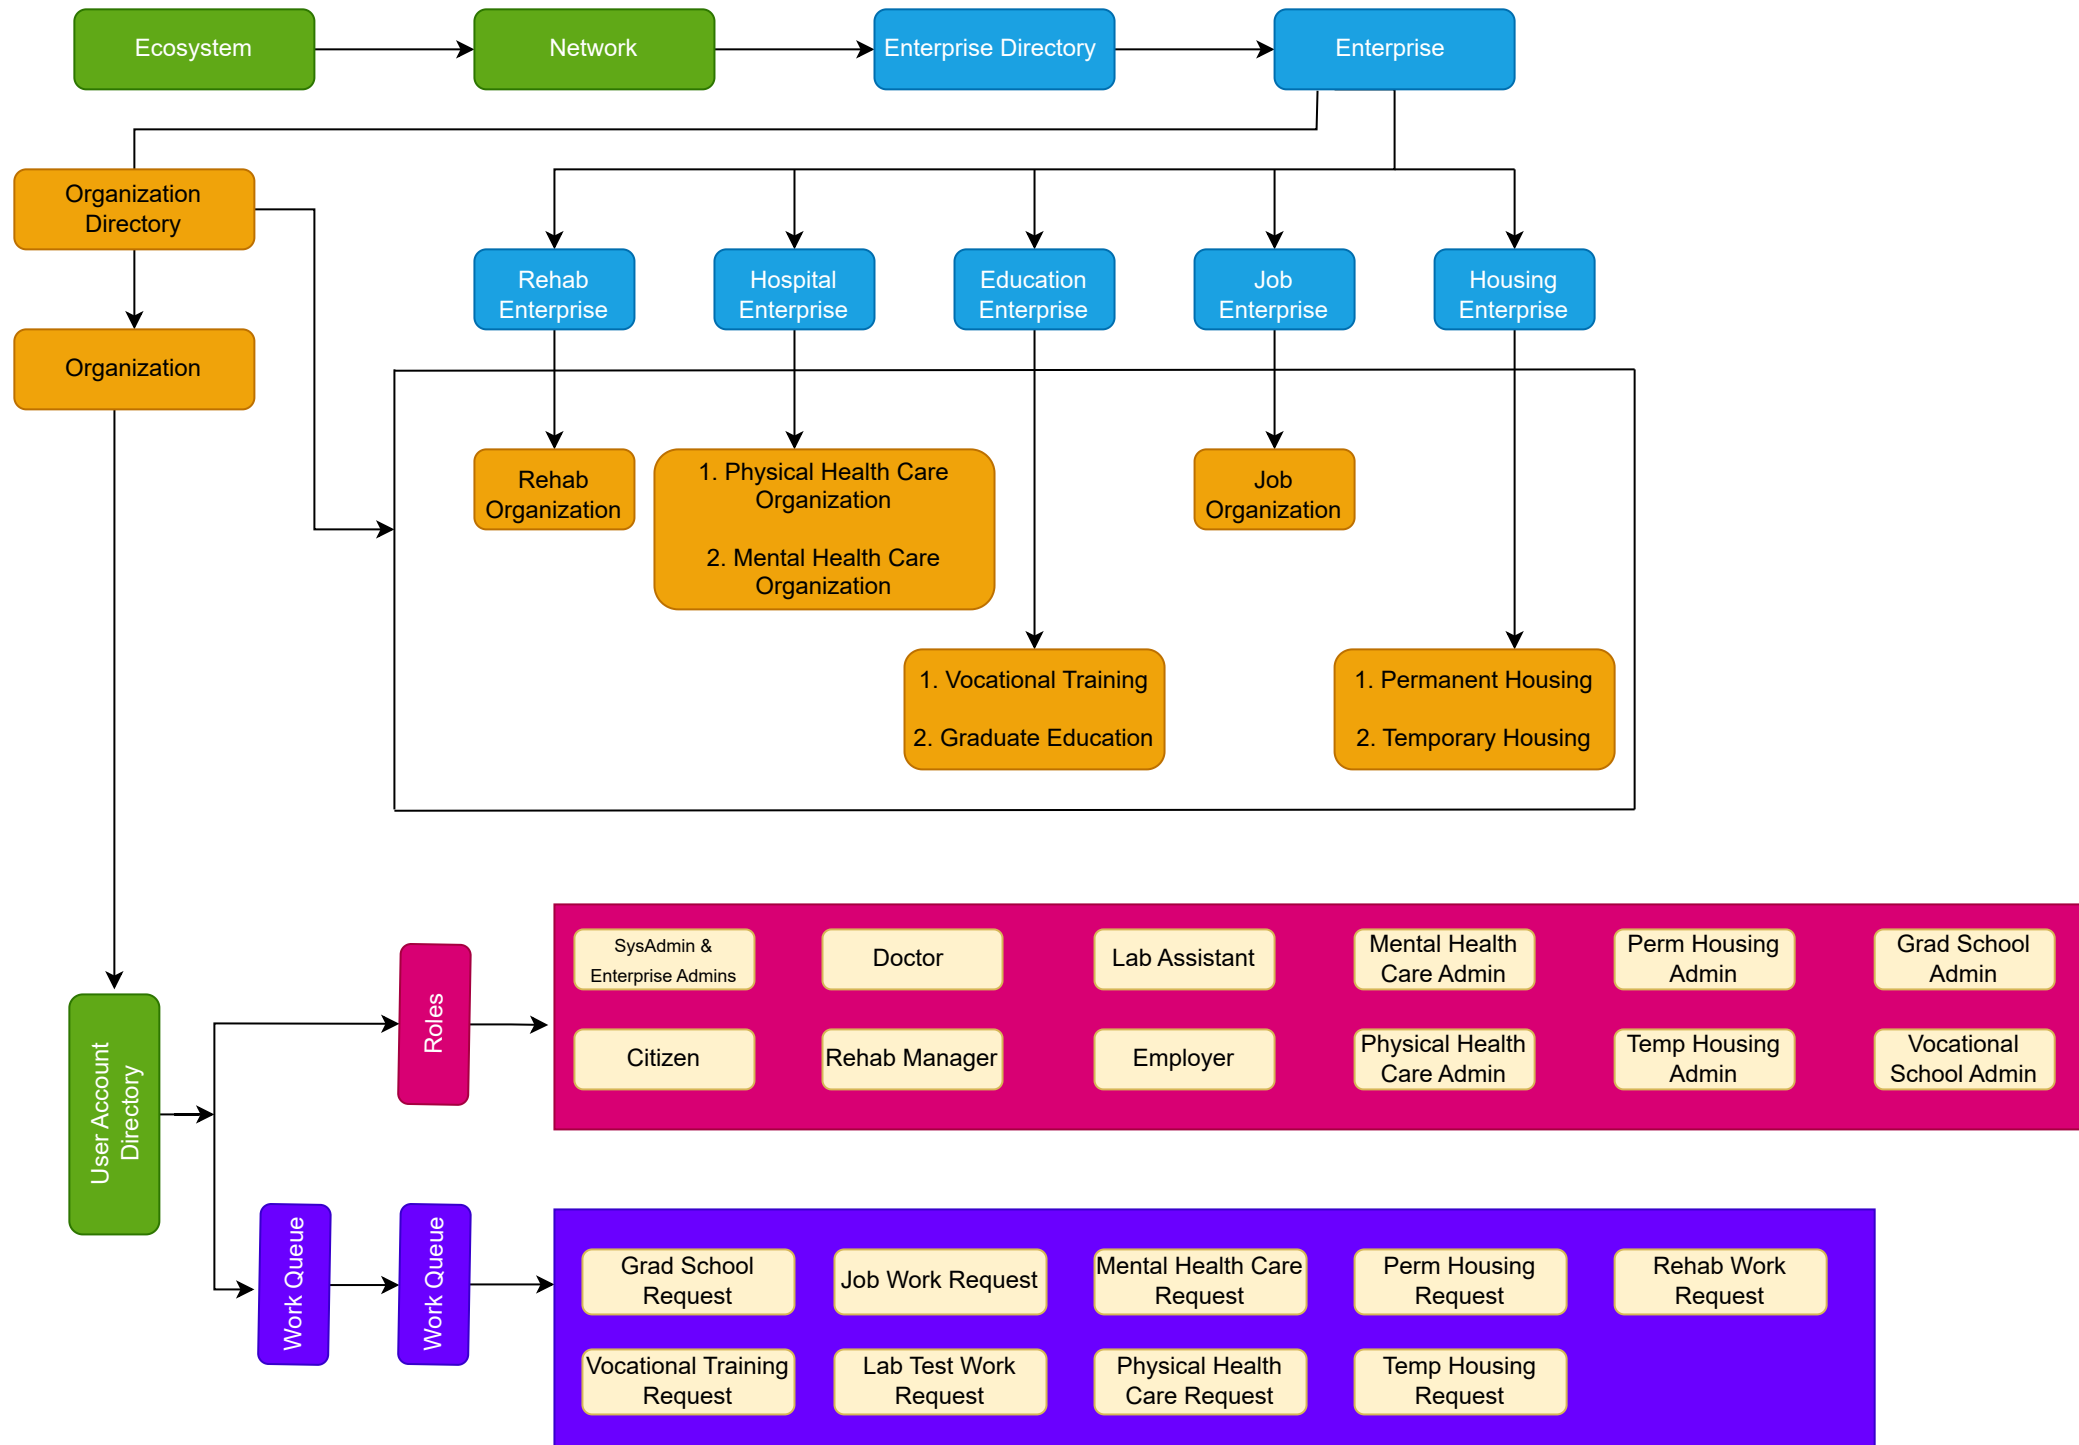 Ecosystem
Network
Enterprise Directory
Enterprise
Organization
Directory
Organization
Rehab
Enterprise
Hospital
Enterprise
Education
Enterprise
Job
Enterprise
Housing
Enterprise
Rehab
Organization
1. Physical Health Care
Organization
2. Mental Health Care
Organization
Job
Organization
1. Vocational Training
2. Graduate Education
1. Permanent Housing
2. Temporary Housing
User Account
Directory
Roles
SysAdmin &
Enterprise Admins
Doctor
Lab Assistant
Mental Health
Care Admin
Perm Housing
Admin
Grad School
Admin
Citizen
Rehab Manager
Employer
Physical Health
Care Admin
Temp Housing
Admin
Vocational
School Admin
Work Queue
Work Queue
Grad School
Request
Job Work Request
Mental Health Care
Request
Perm Housing
Request
Rehab Work
Request
Vocational Training
Request
Lab Test Work
Request
Physical Health
Care Request
Temp Housing
Request